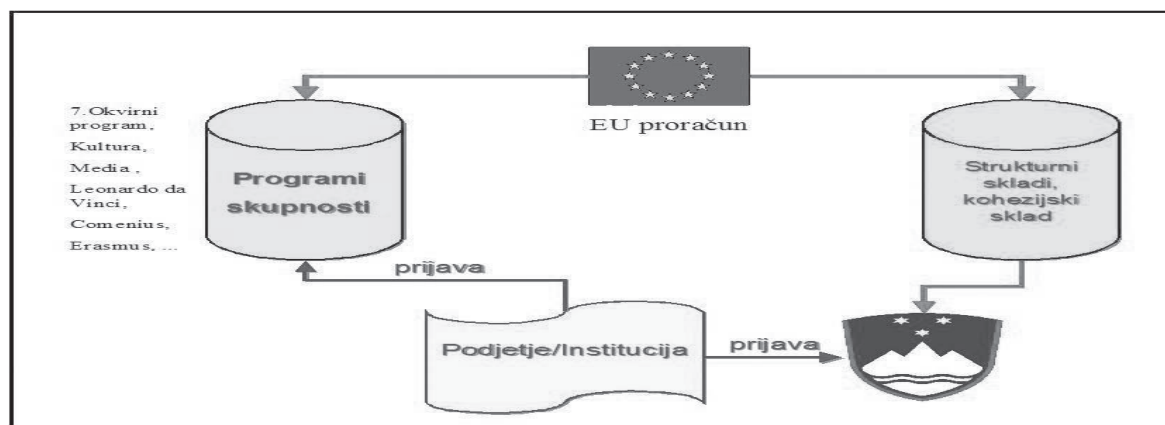 EU proračun
7.Okvirni
program,
Kultura,
Media ,
Leonardo da
Vinci,
Comenius,
Erasmus, ...
Programi
skupnosti
Strukturni
skladi,
kohezijski
sklad
prijava
Podjetje/Institucija
prijava